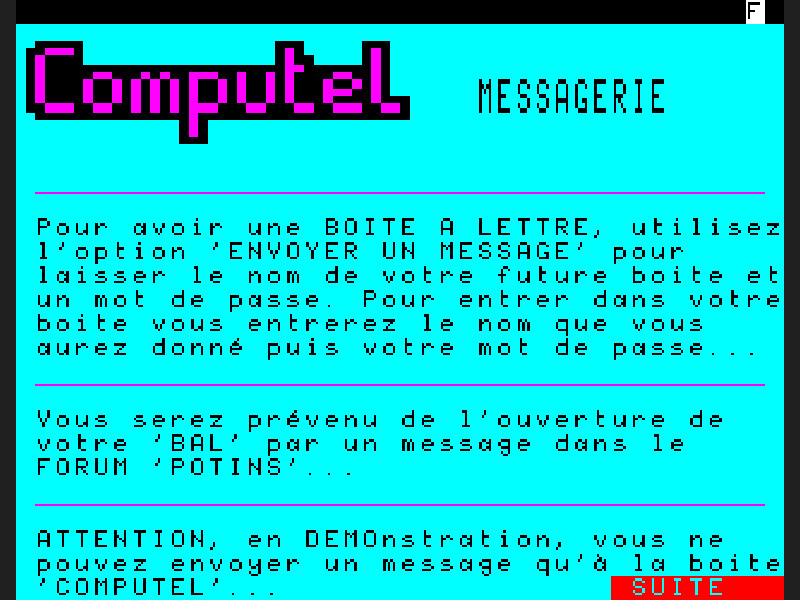 F
Computel
MESSAGERIE
Pour avoir une BOITE A LETTRE, utilisez
l'option 'ENVOYER UN MESSAGE' pour
laisser le nom de votre future boite et
un mot de passe. Pour entrer dans votre
boite vous entrerez le nom que vous
aurez donné puis votre mot de passe...
Vous serez prévenu de l'ouverture de
votre 'BAL' par un message dans le
FORUM 'POTINS'...
ATTENTION, en DEMOnstration, vous ne
pouvez envoyer un message qu'à la boite
'COMPUTEL'...
SUITE